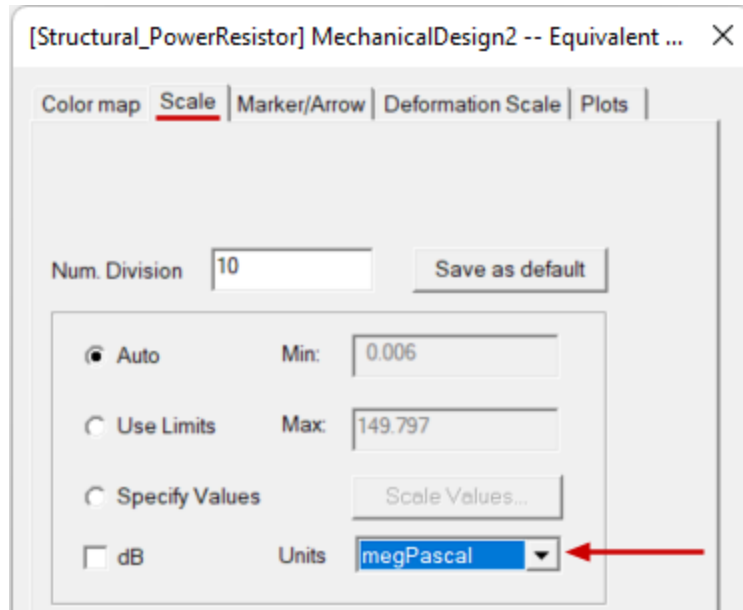 [Structural_PowerResistor] MechanicalDesign2 -- Equivalent ...
Color map Scale Marker/Arrow Deformation Scale Plots
Num. Division 10 Save as default
Auto Min: 0.006
Use Limits Max: 149.797
Specify Values Scale Values...
dB Units megPascal